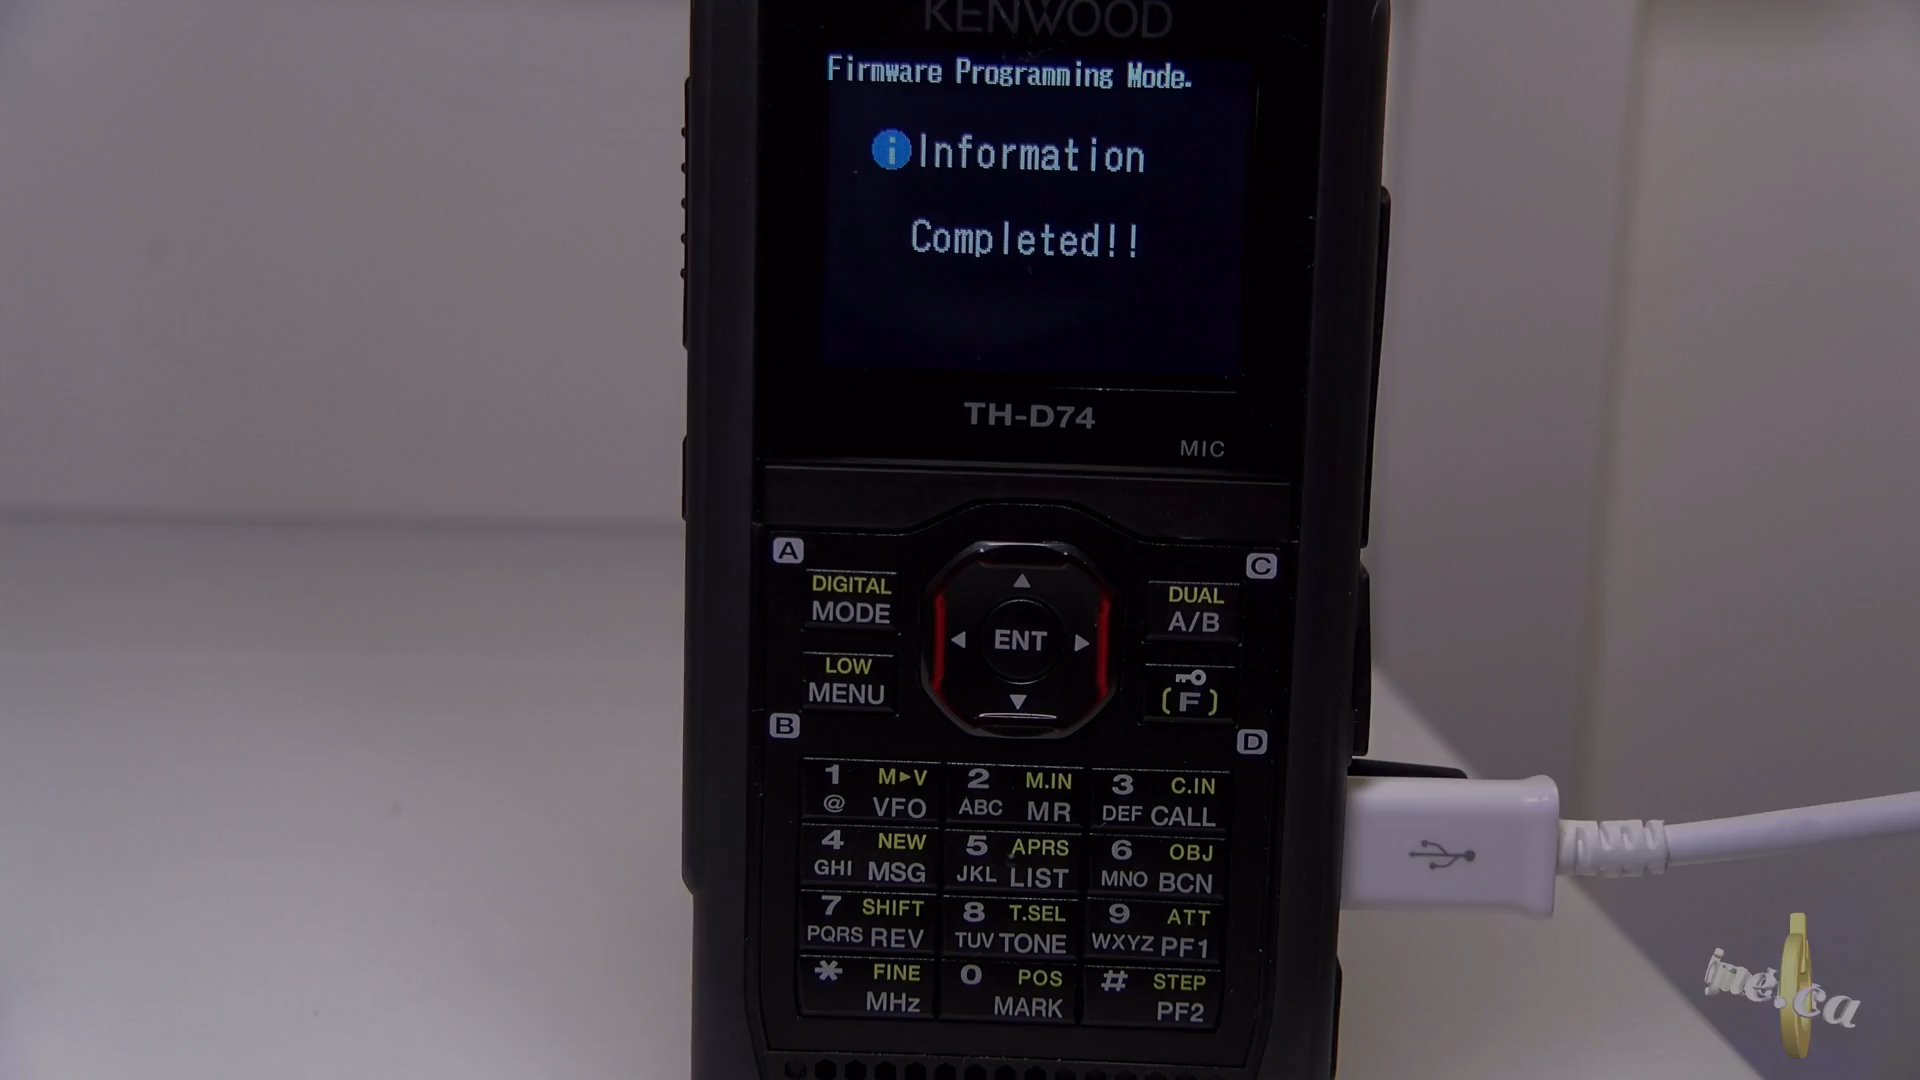 KENWOOD
Firmware Programming Mode.
i Information
Completed!!
TH-D74
MIC
A
C
DIGITAL
MODE
DUAL
A/B
ENT
LOW
MENU
(F)
B
D
1 M▸V
@ VFO
2 M.IN
ABC MR
3 C.IN
DEF CALL
4 NEW
GHI MSG
5 APRS
JKL LIST
6 OBJ
MNO BCN
7 SHIFT
PQRS REV
8 T.SEL
TUV TONE
9 ATT
WXYZ PF1
* FINE
MHz
0 POS
MARK
# STEP
PF2